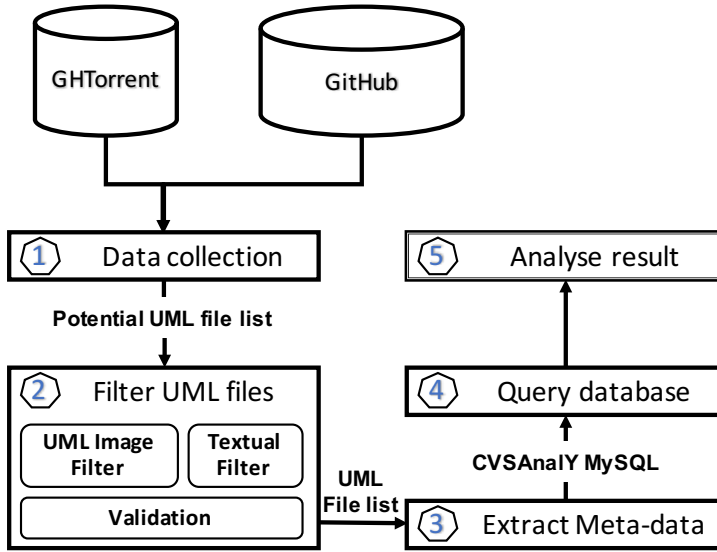 GHTorrent
GitHub
1 Data collection
Potential UML file list
2 Filter UML files
UML Image
Filter
Textual
Filter
Validation
UML
File list
3 Extract Meta-data
CVSAnalY MySQL
4 Query database
5 Analyse result